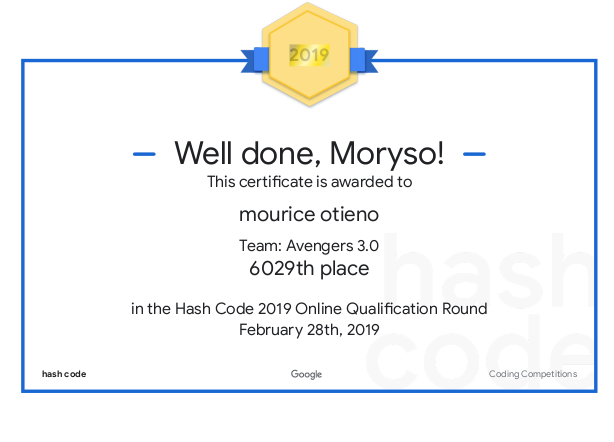 2019
Well done, Moryso!
This certificate is awarded to
mourice otieno
Team: Avengers 3.0
6029th place
in the Hash Code 2019 Online Qualification Round
February 28th, 2019
hash
code
hash code
Google
Coding Competitions